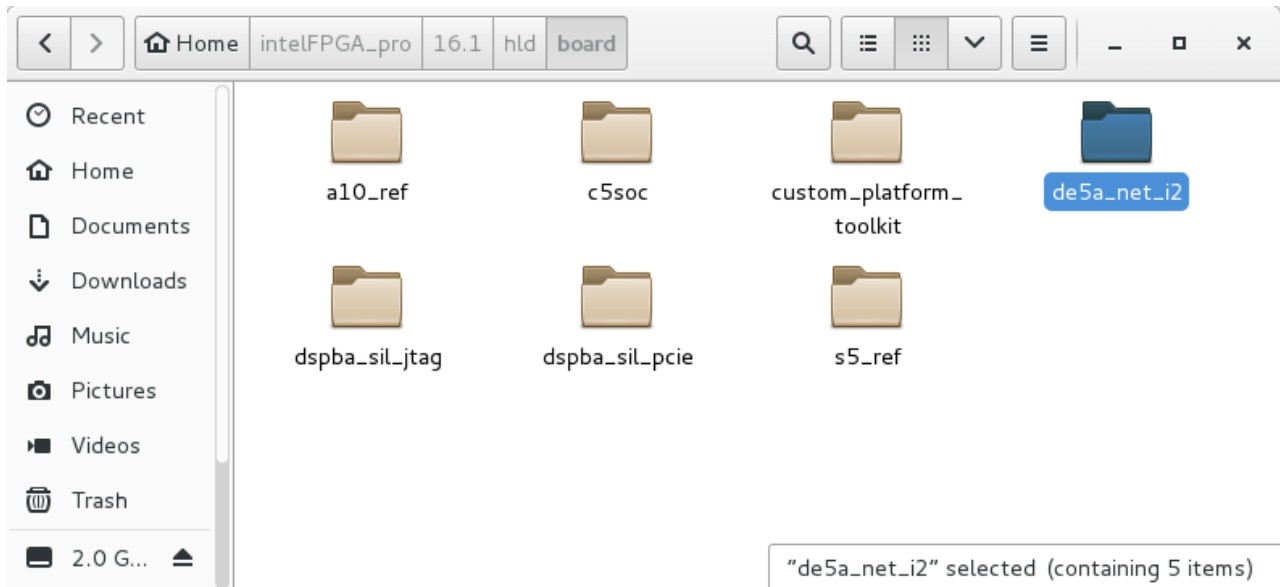 Home intelFPGA_pro 16.1 hld board
Recent
Home
Documents
Downloads
Music
Pictures
Videos
Trash
2.0 G...
a10_ref c5soc custom_platform_ de5a_net_i2
toolkit
dspba_sil_jtag dspba_sil_pcie s5_ref
"de5a_net_i2" selected (containing 5 items)